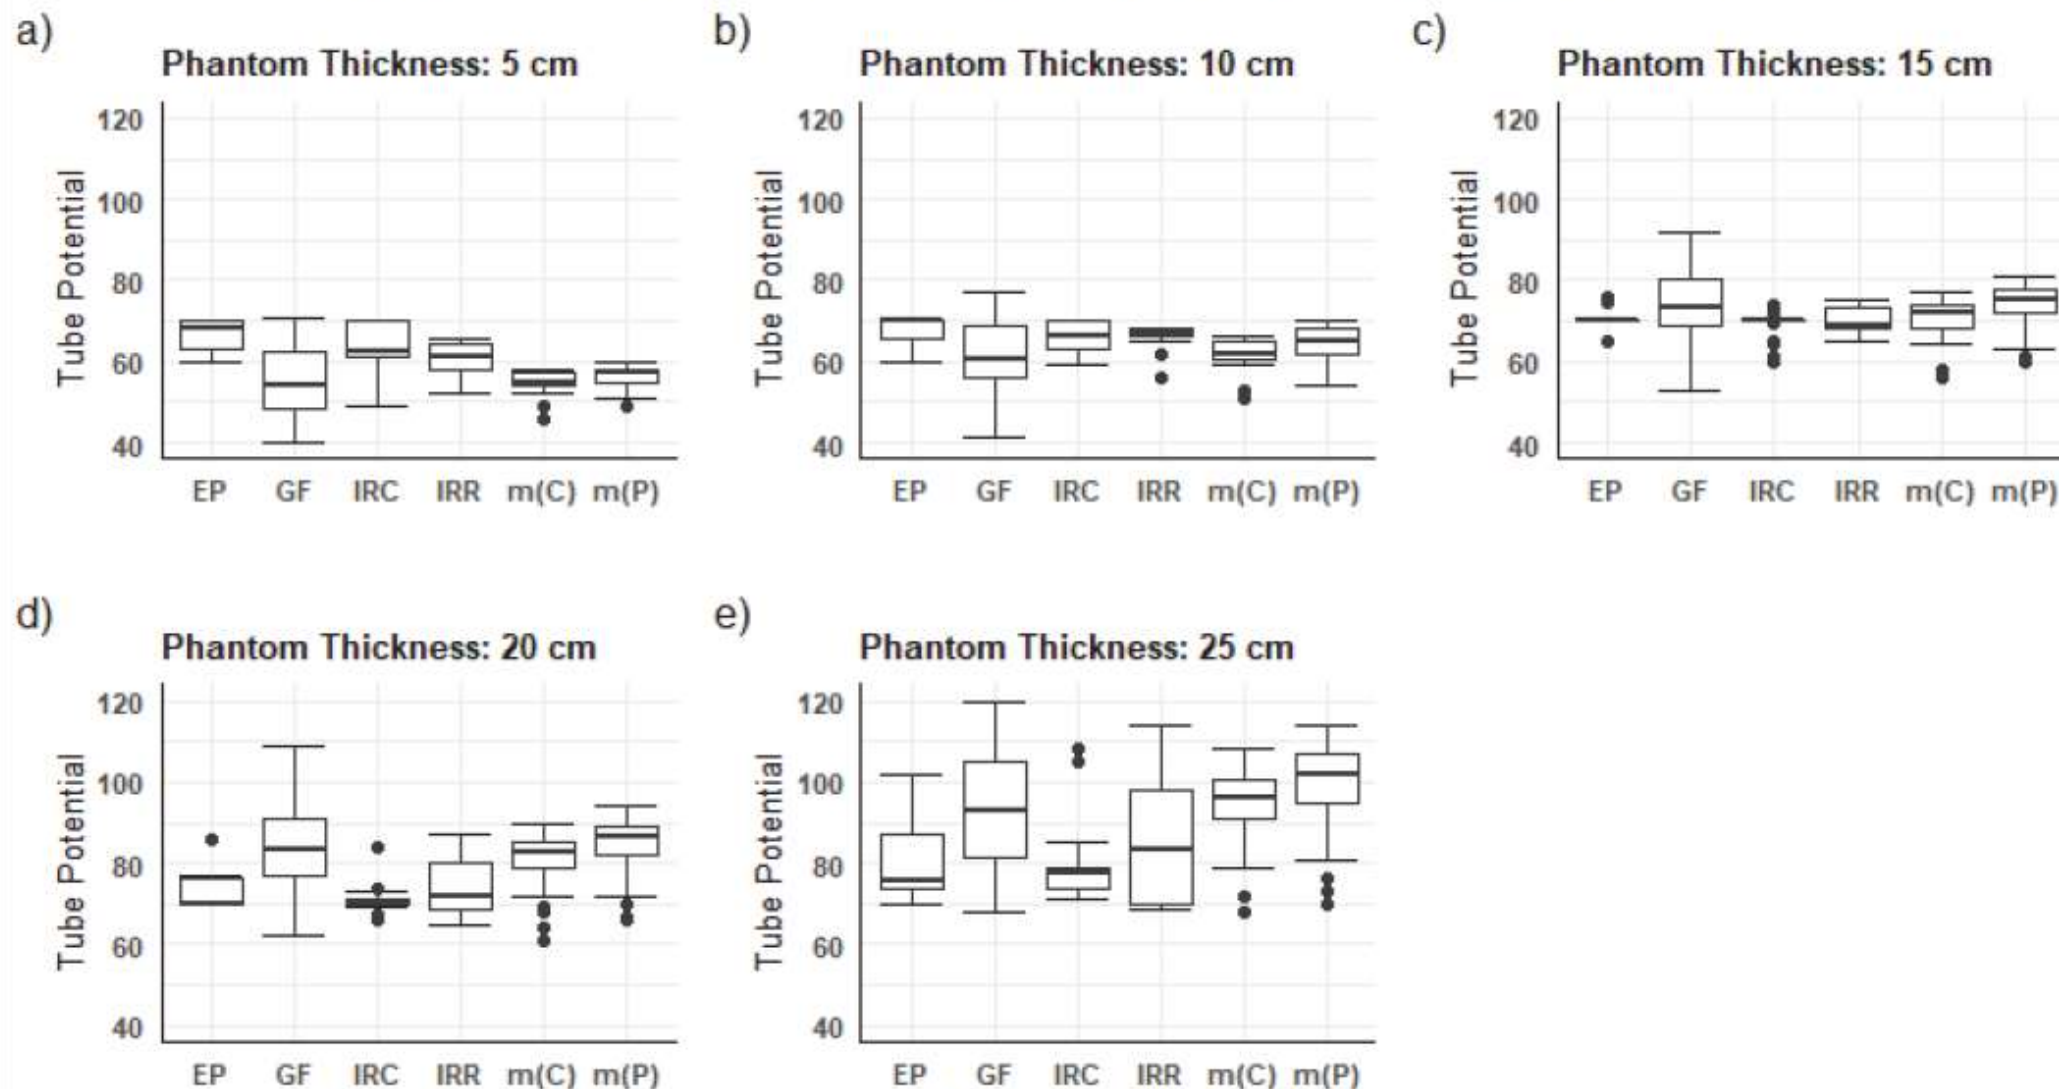 a)
Phantom Thickness: 5 cm
Tube Potential
120
100
80
60
40
EP GF IRC IRR m(C) m(P)
b)
Phantom Thickness: 10 cm
Tube Potential
120
100
80
60
40
EP GF IRC IRR m(C) m(P)
c)
Phantom Thickness: 15 cm
Tube Potential
120
100
80
60
40
EP GF IRC IRR m(C) m(P)
d)
Phantom Thickness: 20 cm
Tube Potential
120
100
80
60
40
EP GF IRC IRR m(C) m(P)
e)
Phantom Thickness: 25 cm
Tube Potential
120
100
80
60
40
EP GF IRC IRR m(C) m(P)